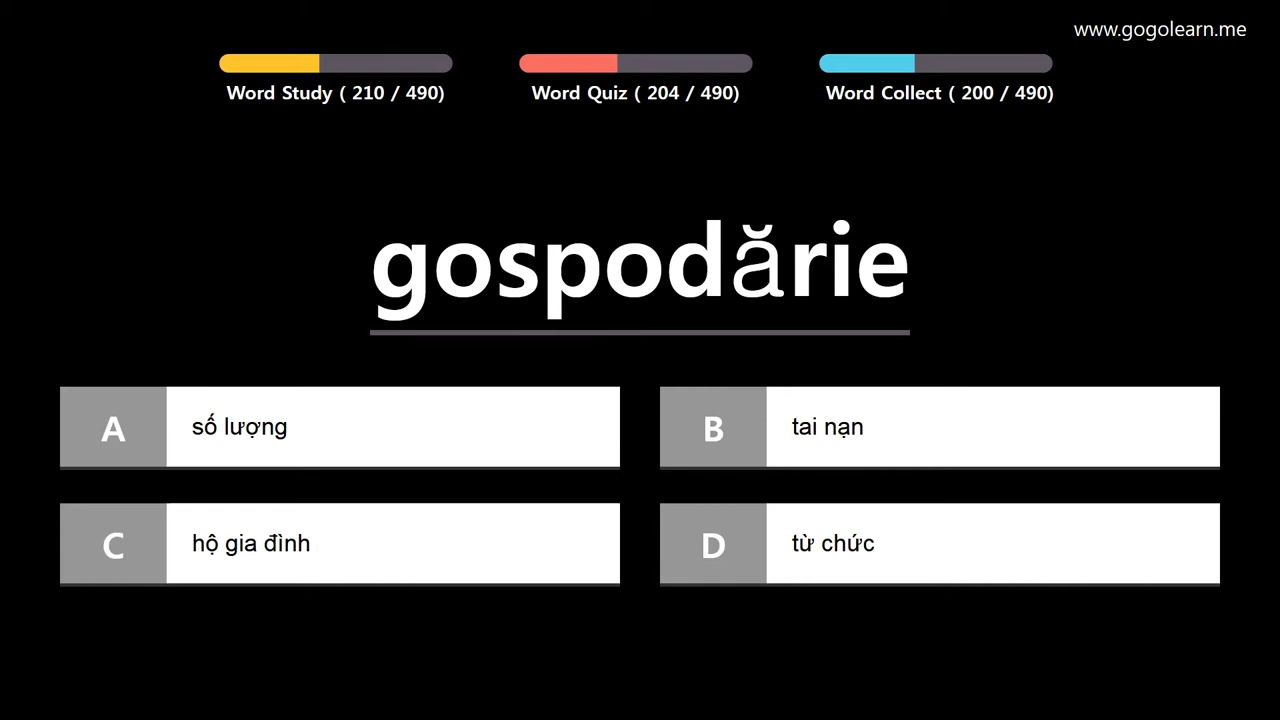 www.gogolearn.me
Word Study ( 210 / 490)
Word Quiz ( 204 / 490)
Word Collect ( 200 / 490)
gospodărie
A
số lượng
B
tai nạn
C
hộ gia đình
D
từ chức